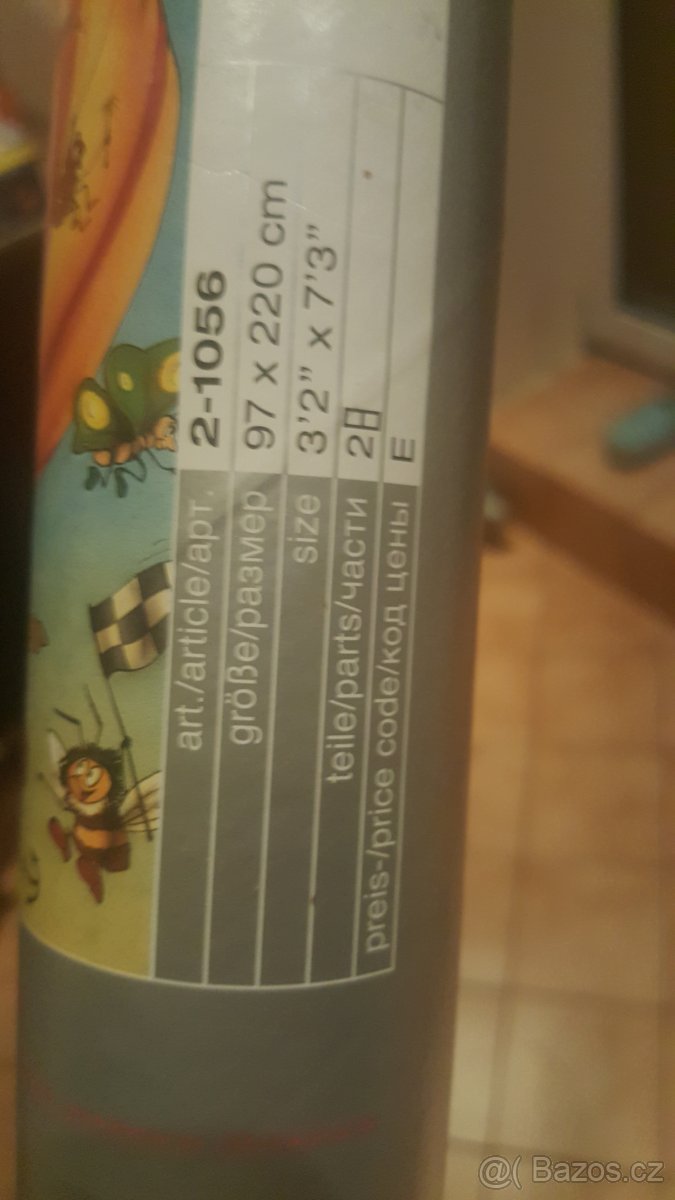 art./article/арт. 2-1056
größe/размер 97 x 220 cm
size 3'2" x 7'3"
teile/parts/части 2
preis-/price code/код цены E
@( Bazos.cz